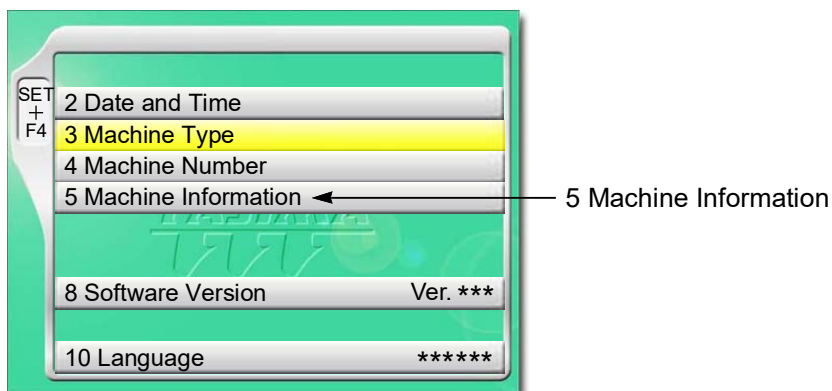 SET
+
F4
2 Date and Time
3 Machine Type
4 Machine Number
5 Machine Information
5 Machine Information
TAJIMA
8 Software Version Ver. ***
10 Language ******